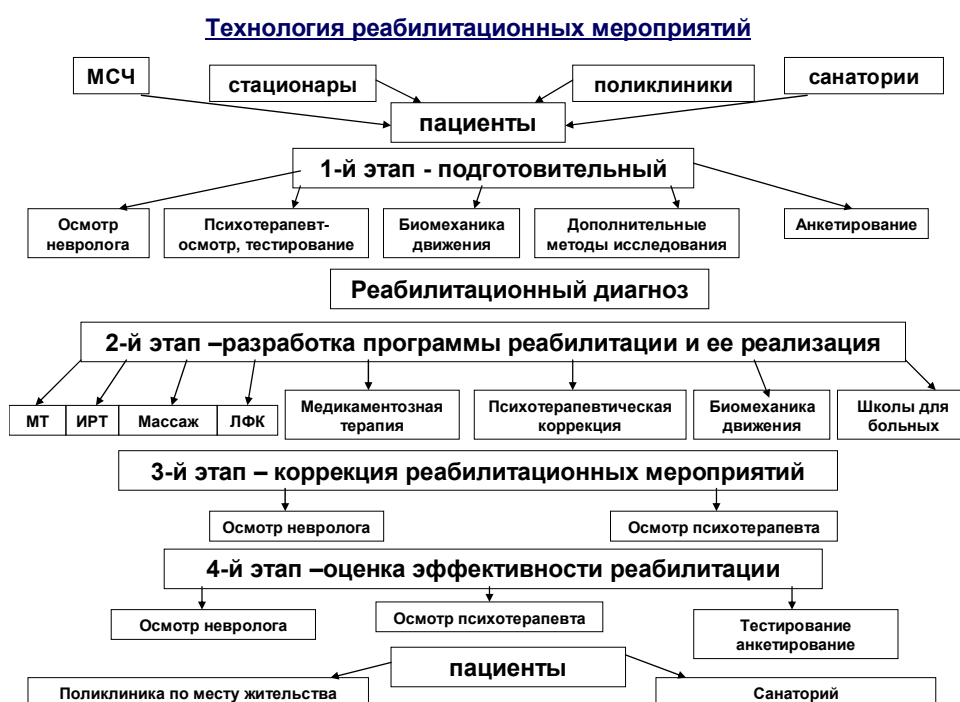 Технология реабилитационных мероприятий
МСЧ
стационары
поликлиники
санатории
пациенты
1-й этап - подготовительный
Осмотр
невролога
Психотерапевт-
осмотр, тестирование
Биомеханика
движения
Дополнительные
методы исследования
Анкетирование
Реабилитационный диагноз
2-й этап –разработка программы реабилитации и ее реализация
МТ
ИРТ
Массаж
ЛФК
Медикаментозная
терапия
Психотерапевтическая
коррекция
Биомеханика
движения
Школы для
больных
3-й этап – коррекция реабилитационных мероприятий
Осмотр невролога
Осмотр психотерапевта
4-й этап –оценка эффективности реабилитации
Осмотр невролога
Осмотр психотерапевта
Тестирование
анкетирование
пациенты
Поликлиника по месту жительства
Санаторий